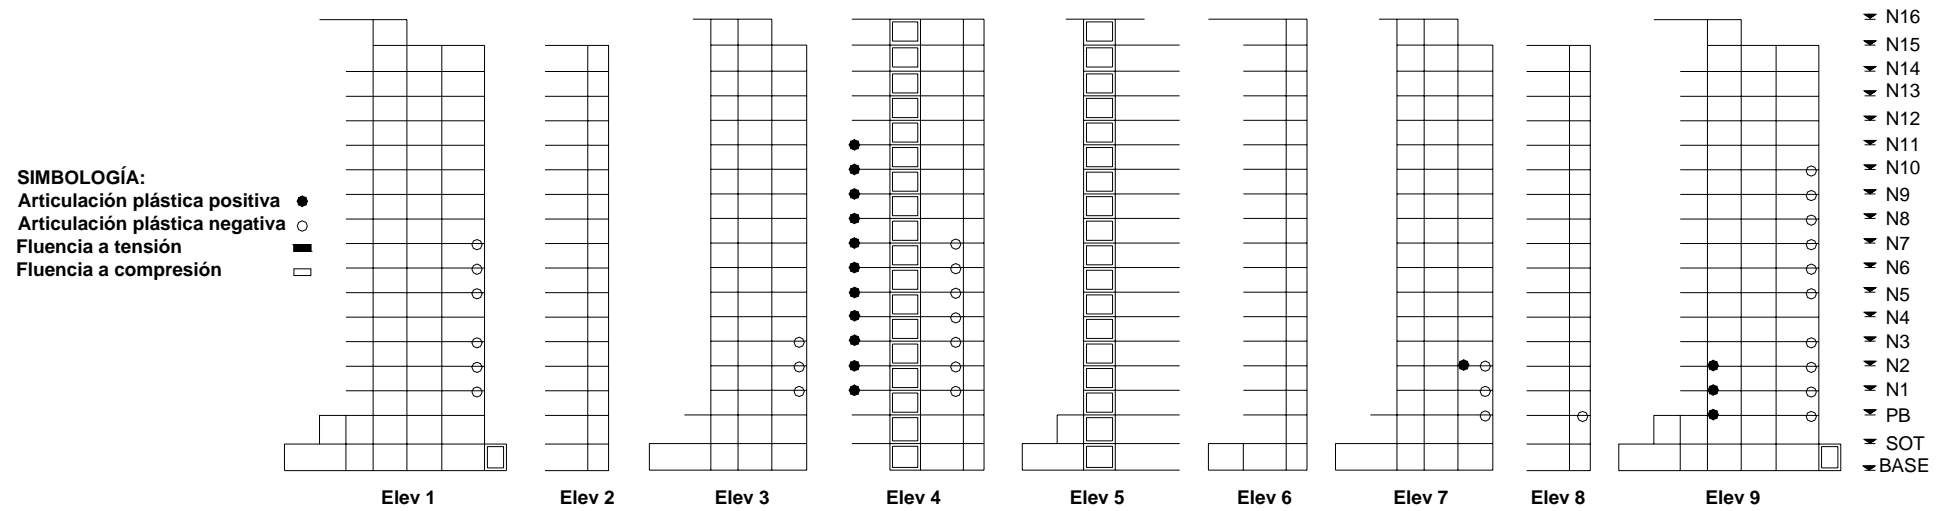 SIMBOLOGÍA:
Articulación plástica positiva
Articulación plástica negativa
Fluencia a tensión
Fluencia a compresión
N16
N15
N14
N13
N12
N11
N10
N9
N8
N7
N6
N5
N4
N3
N2
N1
PB
SOT
BASE
Elev 1
Elev 2
Elev 3
Elev 4
Elev 5
Elev 6
Elev 7
Elev 8
Elev 9